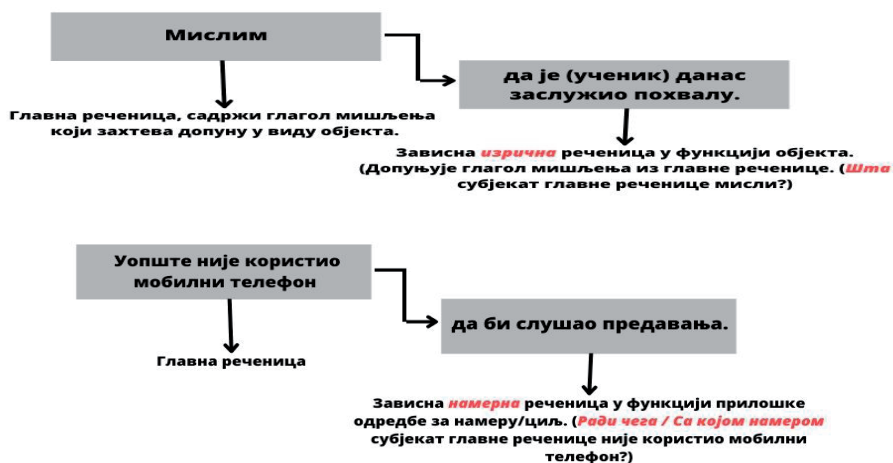 Мислим
да је (ученик) данас
заслужио похвалу.
Главна реченица, садржи глагол мишљења
који захтева допуну у виду објекта.
Зависна изрична реченица у функцији објекта.
(Допуњује глагол мишљења из главне реченице. (Шта
субјекат главне реченице мисли?)
Уопште није користио
мобилни телефон
да би слушао предавања.
Главна реченица
Зависна намерна реченица у функцији прилошке
одредбе за намеру/циљ. (Ради чега / Са којом намером
субјекат главне реченице није користио мобилни
телефон?)